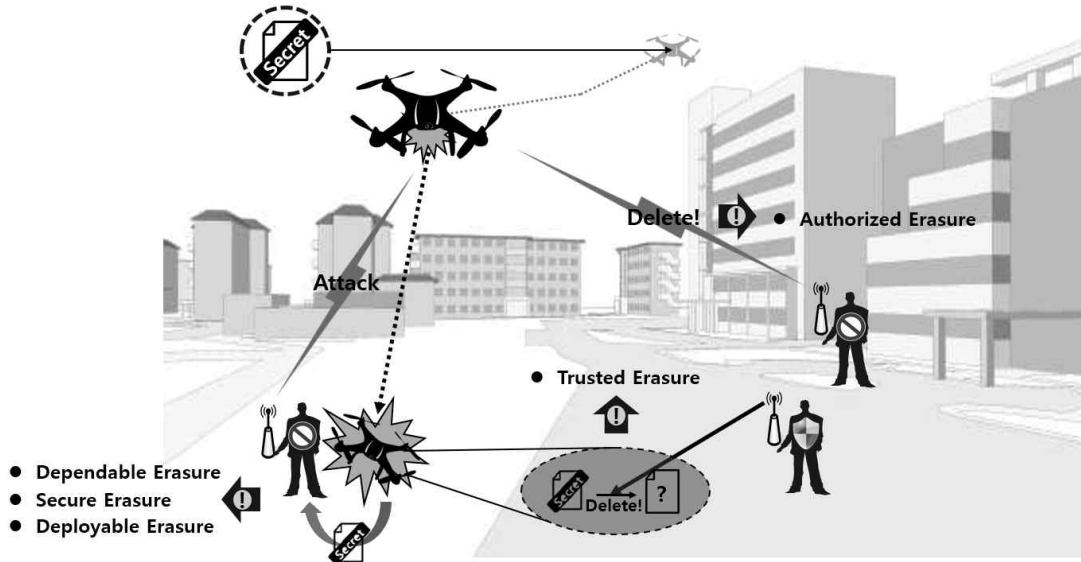 Secret
Delete!
! 
● Authorized Erasure
Attack
● Trusted Erasure
!
● Dependable Erasure
● Secure Erasure
● Deployable Erasure
!
Secret
Delete!
?
Secret